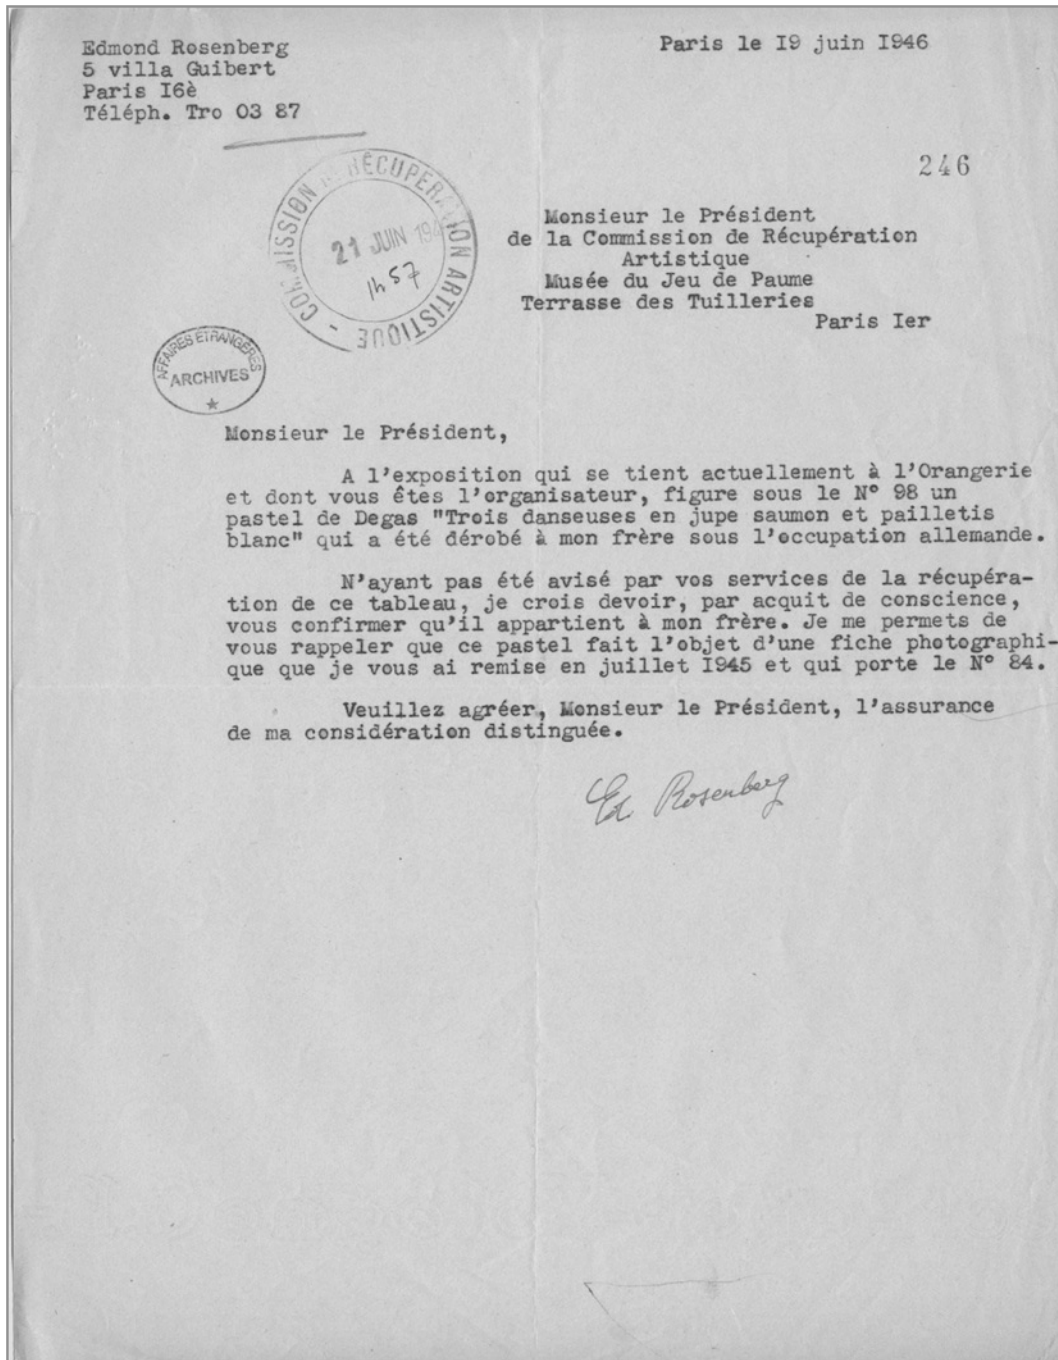 Edmond Rosenberg
5 villa Guibert
Paris I6è
Téléph. Tro 03 87
Paris le I9 juin I946
246
COMMISSION RÉCUPÉRATION ARTISTIQUE -
21 JUIN 194
Monsieur le Président
de la Commission de Récupération
Artistique
Musée du Jeu de Paume
Terrasse des Tuilleries
Paris Ier
AFFAIRES ETRANGÈRES
ARCHIVES
Monsieur le Président,
A l'exposition qui se tient actuellement à l'Orangerie
et dont vous êtes l'organisateur, figure sous le N° 98 un
pastel de Degas "Trois danseuses en jupe saumon et pailletis
blanc" qui a été dérobé à mon frère sous l'occupation allemande.
N'ayant pas été avisé par vos services de la récupéra-
tion de ce tableau, je crois devoir, par acquit de conscience,
vous confirmer qu'il appartient à mon frère. Je me permets de
vous rappeler que ce pastel fait l'objet d'une fiche photographi-
que que je vous ai remise en juillet I945 et qui porte le N° 84.
Veuillez agréer, Monsieur le Président, l'assurance
de ma considération distinguée.
Ed Rosenberg